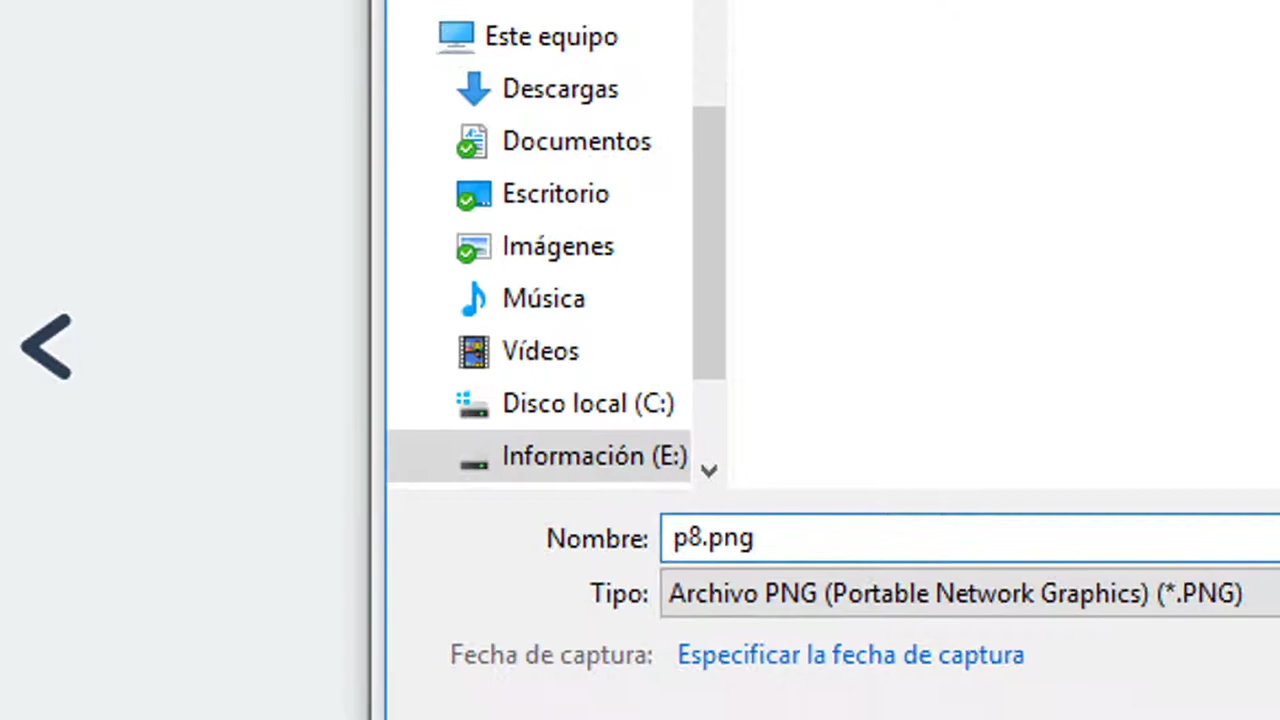 Este equipo
Descargas
Documentos
Escritorio
Imágenes
Música
Vídeos
Disco local (C:)
Información (E:)
Nombre: p8.png
Tipo: Archivo PNG (Portable Network Graphics) (*.PNG)
Fecha de captura: Especificar la fecha de captura